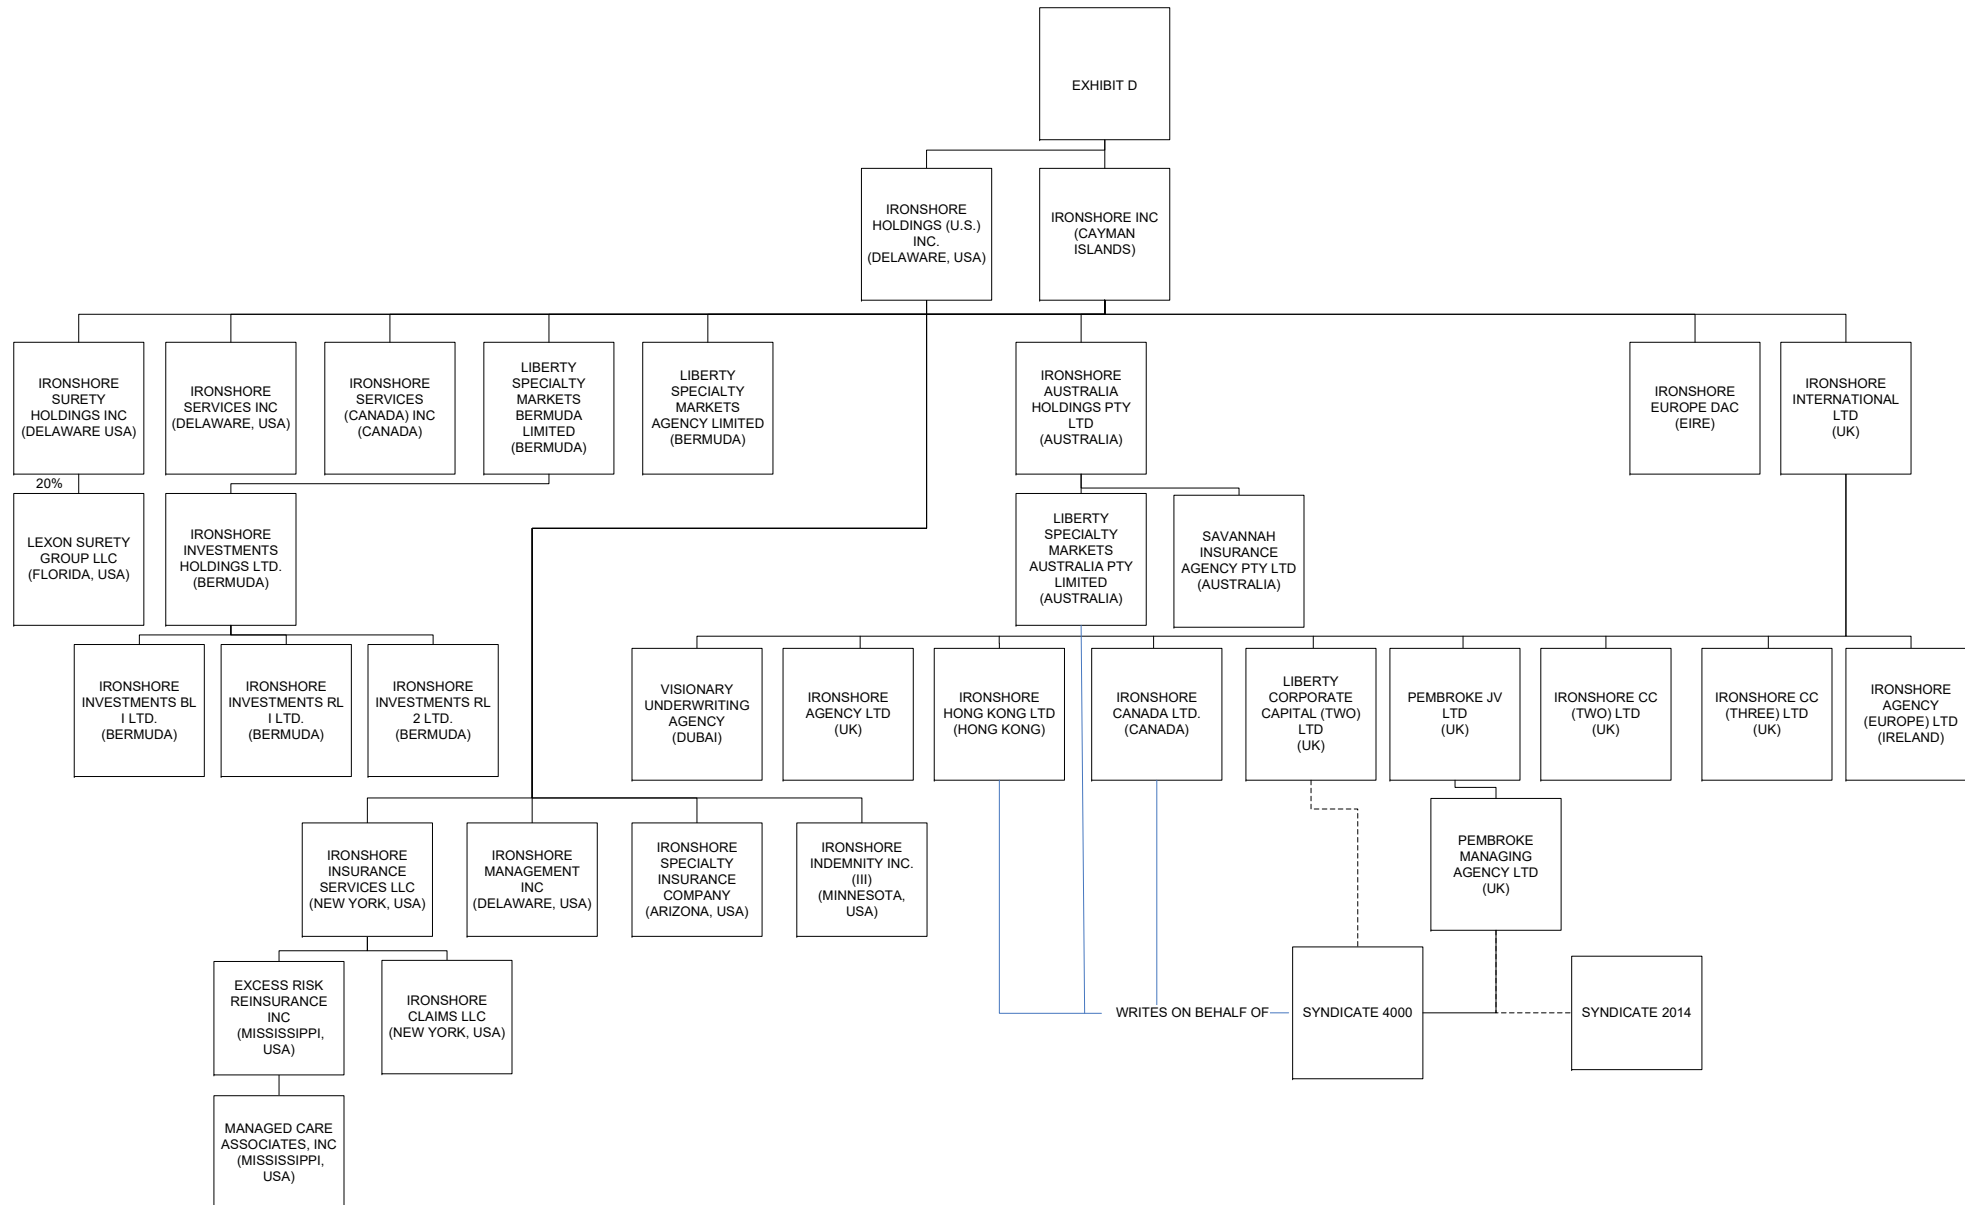 EXHIBIT D
IRONSHORE
HOLDINGS (U.S.)
INC.
(DELAWARE, USA)
IRONSHORE INC
(CAYMAN
ISLANDS)
IRONSHORE
SURETY
HOLDINGS INC
(DELAWARE USA)
IRONSHORE
SERVICES INC
(DELAWARE, USA)
IRONSHORE
SERVICES
(CANADA) INC
(CANADA)
LIBERTY
SPECIALTY
MARKETS
BERMUDA
LIMITED
(BERMUDA)
LIBERTY
SPECIALTY
MARKETS
AGENCY LIMITED
(BERMUDA)
IRONSHORE
AUSTRALIA
HOLDINGS PTY
LTD
(AUSTRALIA)
IRONSHORE
EUROPE DAC
(EIRE)
IRONSHORE
INTERNATIONAL
LTD
(UK)
20%
LEXON SURETY
GROUP LLC
(FLORIDA, USA)
IRONSHORE
INVESTMENTS
HOLDINGS LTD.
(BERMUDA)
LIBERTY
SPECIALTY
MARKETS
AUSTRALIA PTY
LIMITED
(AUSTRALIA)
SAVANNAH
INSURANCE
AGENCY PTY LTD
(AUSTRALIA)
IRONSHORE
INVESTMENTS BL
I LTD.
(BERMUDA)
IRONSHORE
INVESTMENTS RL
I LTD.
(BERMUDA)
IRONSHORE
INVESTMENTS RL
2 LTD.
(BERMUDA)
VISIONARY
UNDERWRITING
AGENCY
(DUBAI)
IRONSHORE
AGENCY LTD
(UK)
IRONSHORE
HONG KONG LTD
(HONG KONG)
IRONSHORE
CANADA LTD.
(CANADA)
LIBERTY
CORPORATE
CAPITAL (TWO)
LTD
(UK)
PEMBROKE JV
LTD
(UK)
IRONSHORE CC
(TWO) LTD
(UK)
IRONSHORE CC
(THREE) LTD
(UK)
IRONSHORE
AGENCY
(EUROPE) LTD
(IRELAND)
IRONSHORE
INSURANCE
SERVICES LLC
(NEW YORK, USA)
IRONSHORE
MANAGEMENT
INC
(DELAWARE, USA)
IRONSHORE
SPECIALTY
INSURANCE
COMPANY
(ARIZONA, USA)
IRONSHORE
INDEMNITY INC.
(III)
(MINNESOTA,
USA)
PEMBROKE
MANAGING
AGENCY LTD
(UK)
EXCESS RISK
REINSURANCE
INC
(MISSISSIPPI,
USA)
IRONSHORE
CLAIMS LLC
(NEW YORK, USA)
WRITES ON BEHALF OF
SYNDICATE 4000
SYNDICATE 2014
MANAGED CARE
ASSOCIATES, INC
(MISSISSIPPI,
USA)